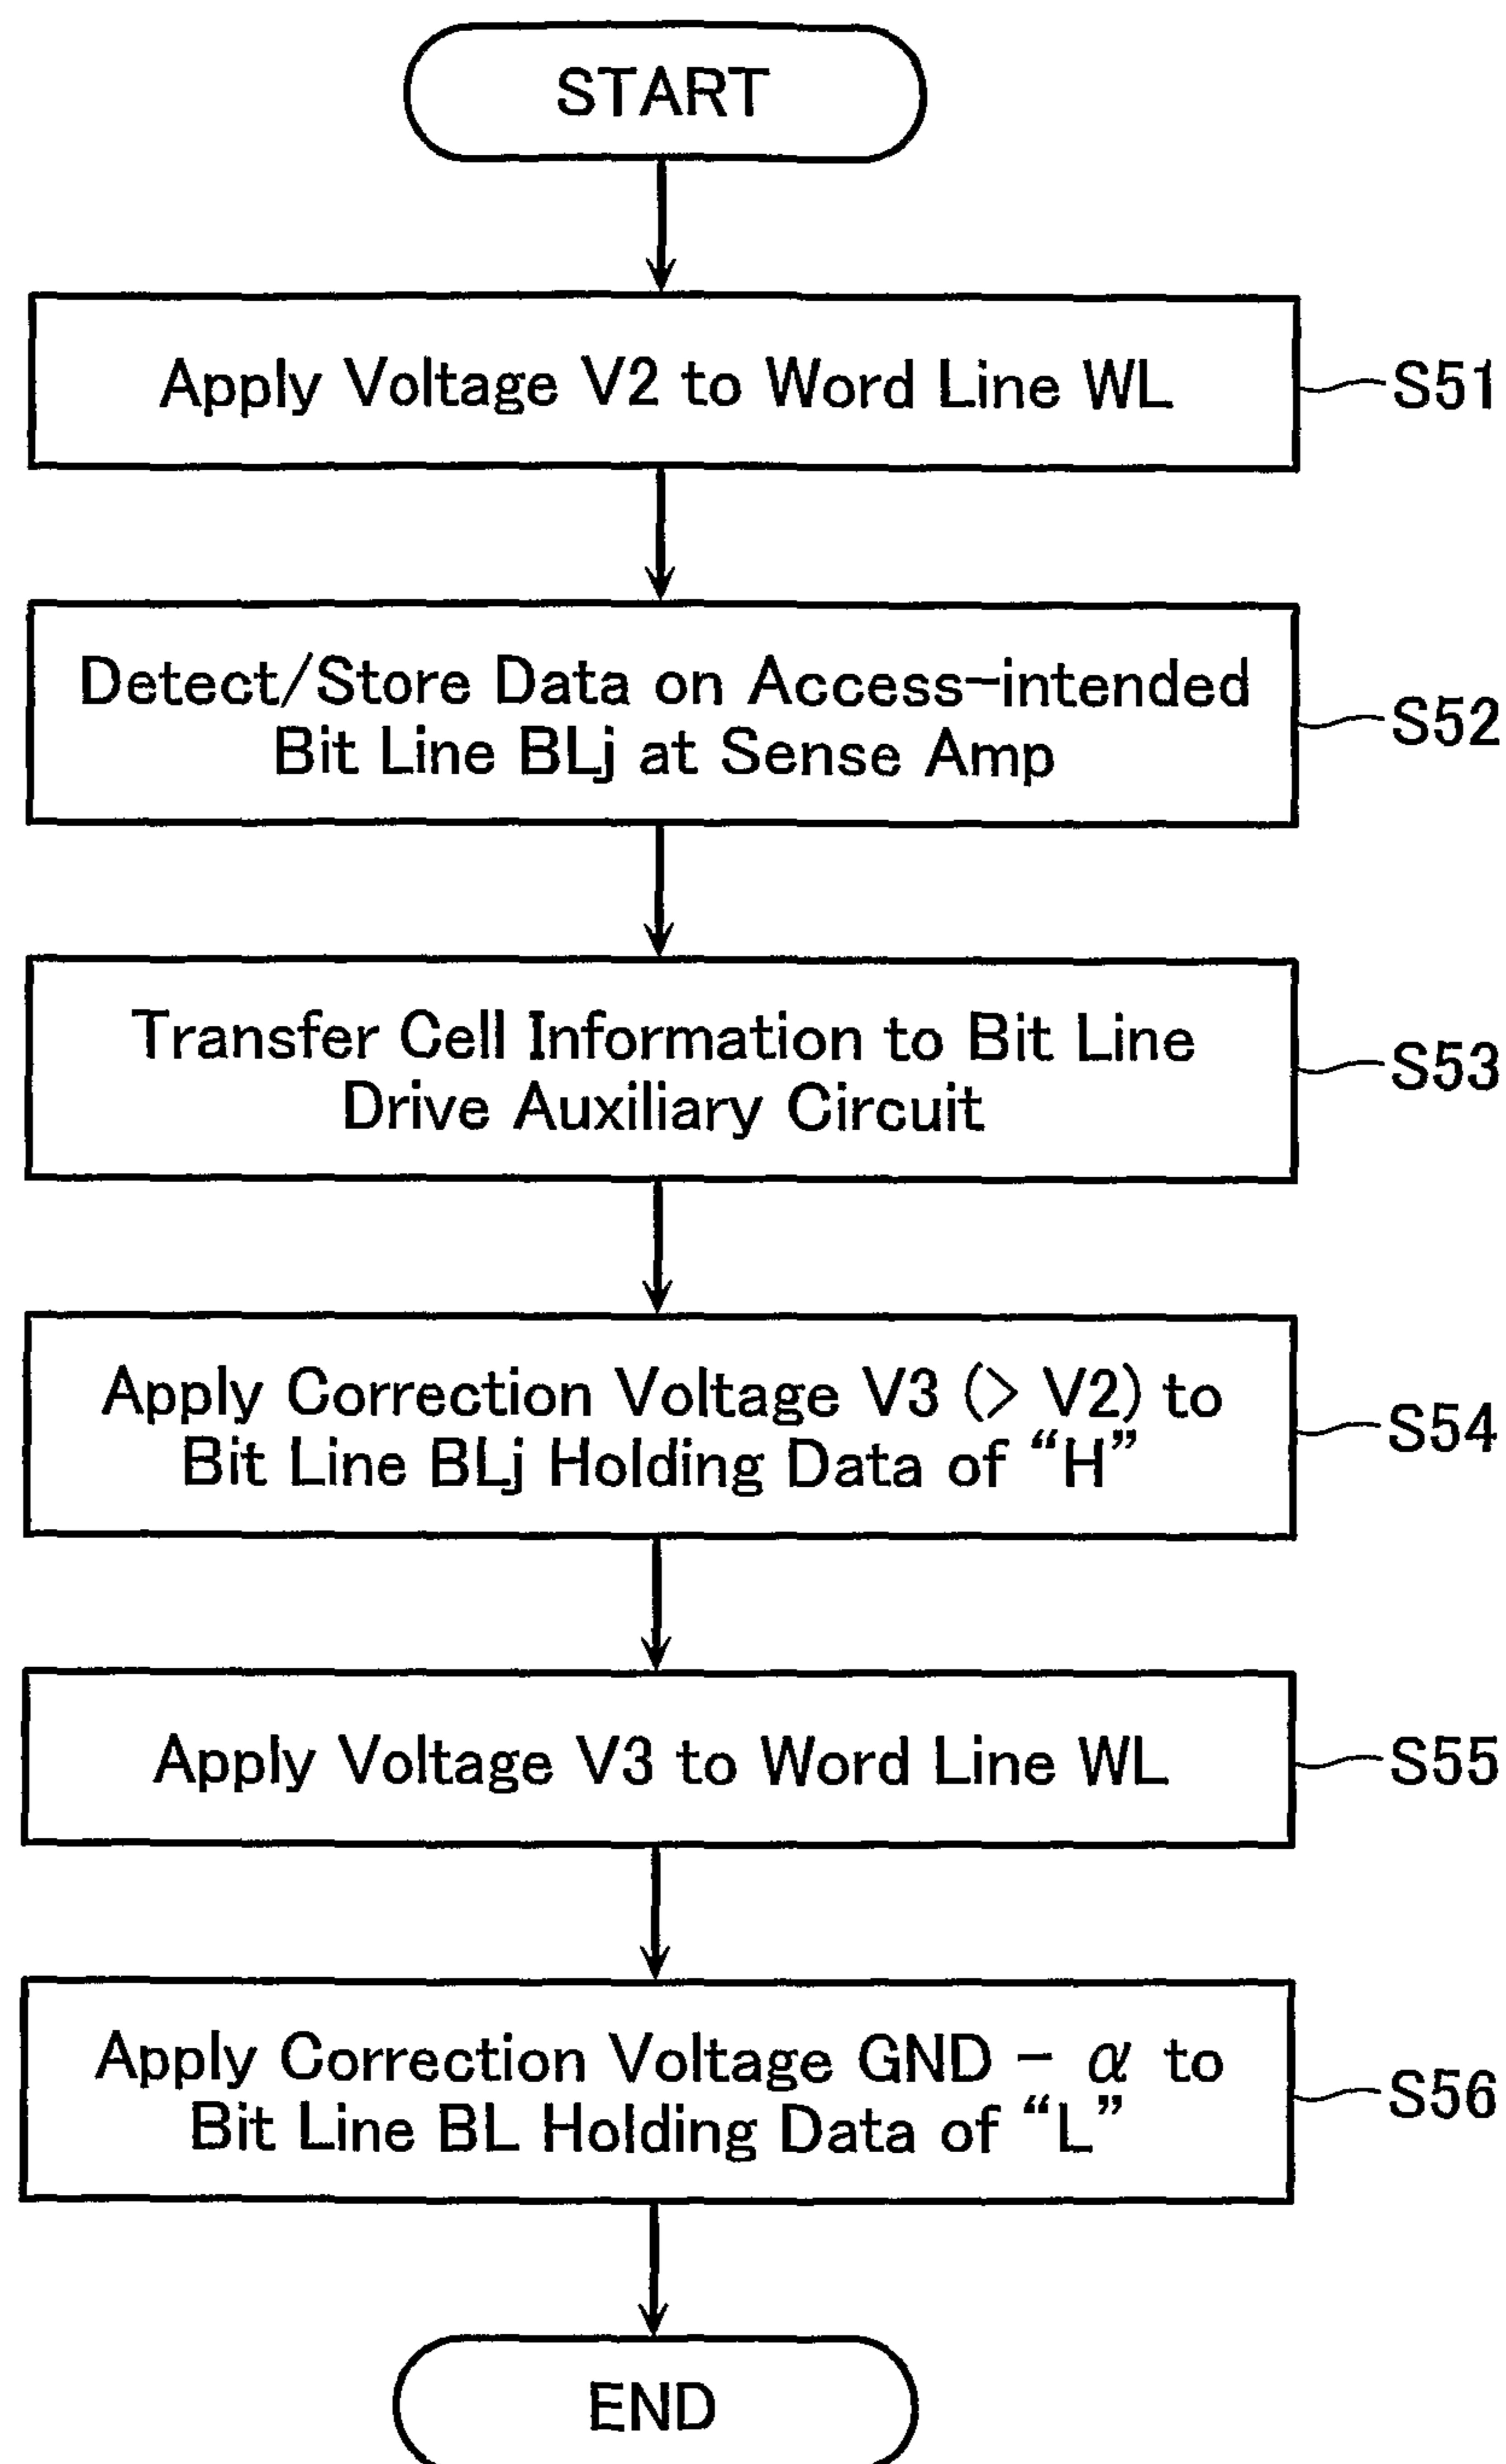 START
Apply Voltage V2 to Word Line WL
S51
Detect/Store Data on Access-intended
Bit Line BLj at Sense Amp
S52
Transfer Cell Information to Bit Line
Drive Auxiliary Circuit
S53
Apply Correction Voltage V3 (> V2) to
Bit Line BLj Holding Data of “H”
S54
Apply Voltage V3 to Word Line WL
S55
Apply Correction Voltage GND - α to
Bit Line BL Holding Data of “L”
S56
END